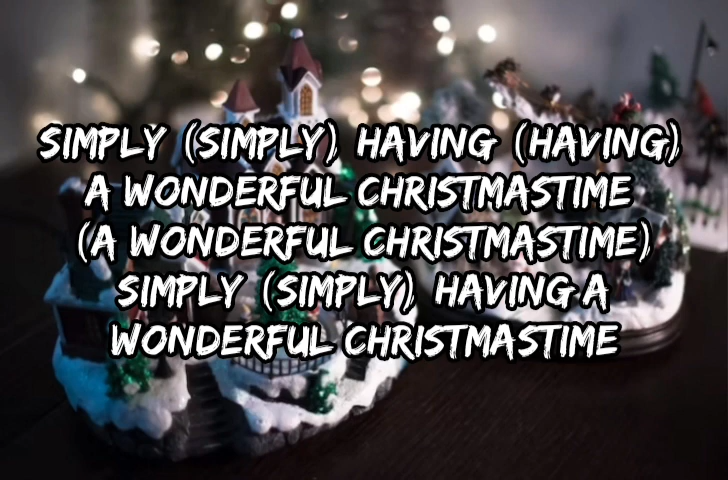 SIMPLY (SIMPLY) HAVING (HAVING)
A WONDERFUL CHRISTMASTIME
(A WONDERFUL CHRISTMASTIME)
SIMPLY (SIMPLY) HAVING A
WONDERFUL CHRISTMASTIME